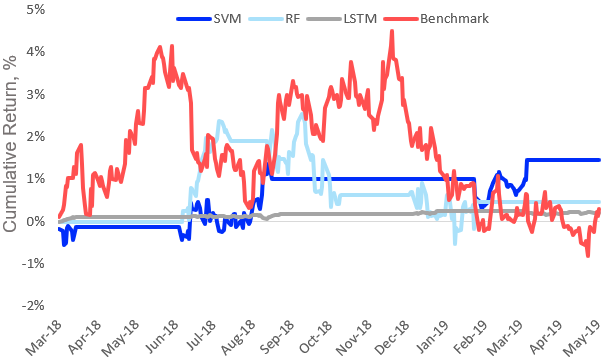 SVM RF LSTM Benchmark
Cumulative Return, %
5%
4%
3%
2%
1%
0%
-1%
-2%
Mar-18 Apr-18 May-18 Jun-18 Jul-18 Aug-18 Sep-18 Oct-18 Nov-18 Dec-18 Jan-19 Feb-19 Mar-19 Apr-19 May-19